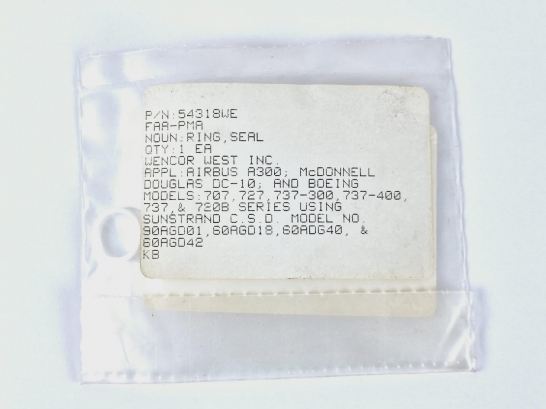 P/N:54318WE
FAA-PMA
NOUN:RING,SEAL
QTY:1 EA
WENCOR WEST INC.
APPL:AIRBUS A300; McDONNELL
DOUGLAS DC-10; AND BOEING
MODELS:707,727,737-300,737-400,
737,& 720B SERIES USING
SUNSTRAND C.S.D. MODEL NO.
90AGD01,60AGD18,60ADG40, &
60AGD42
KB